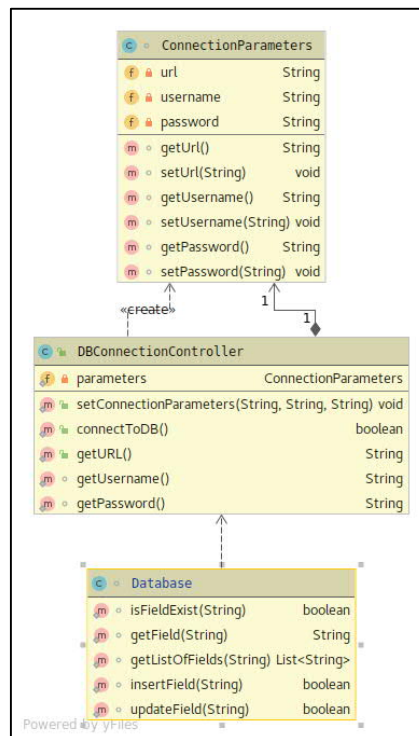 ConnectionParameters
url String
username String
password String
getUrl() String
setUrl(String) void
getUsername() String
setUsername(String) void
getPassword() String
setPassword(String) void
«create»
1
1
DBConnectionController
parameters ConnectionParameters
setConnectionParameters(String, String, String) void
connectToDB() boolean
getURL() String
getUsername() String
getPassword() String
Database
isFieldExist(String) boolean
getField(String) String
getListOfFields(String) List<String>
insertField(String) boolean
updateField(String) boolean
Powered by yFiles